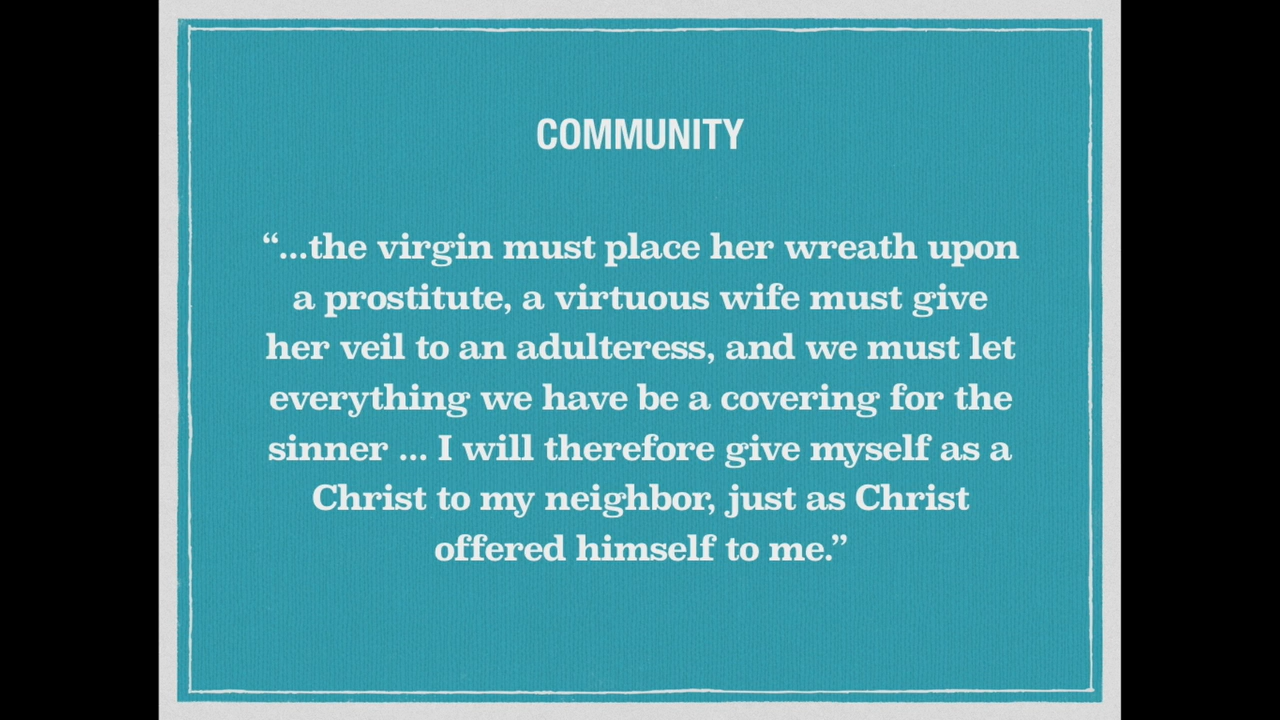 COMMUNITY
“...the virgin must place her wreath upon
a prostitute, a virtuous wife must give
her veil to an adulteress, and we must let
everything we have be a covering for the
sinner ... I will therefore give myself as a
Christ to my neighbor, just as Christ
offered himself to me.”